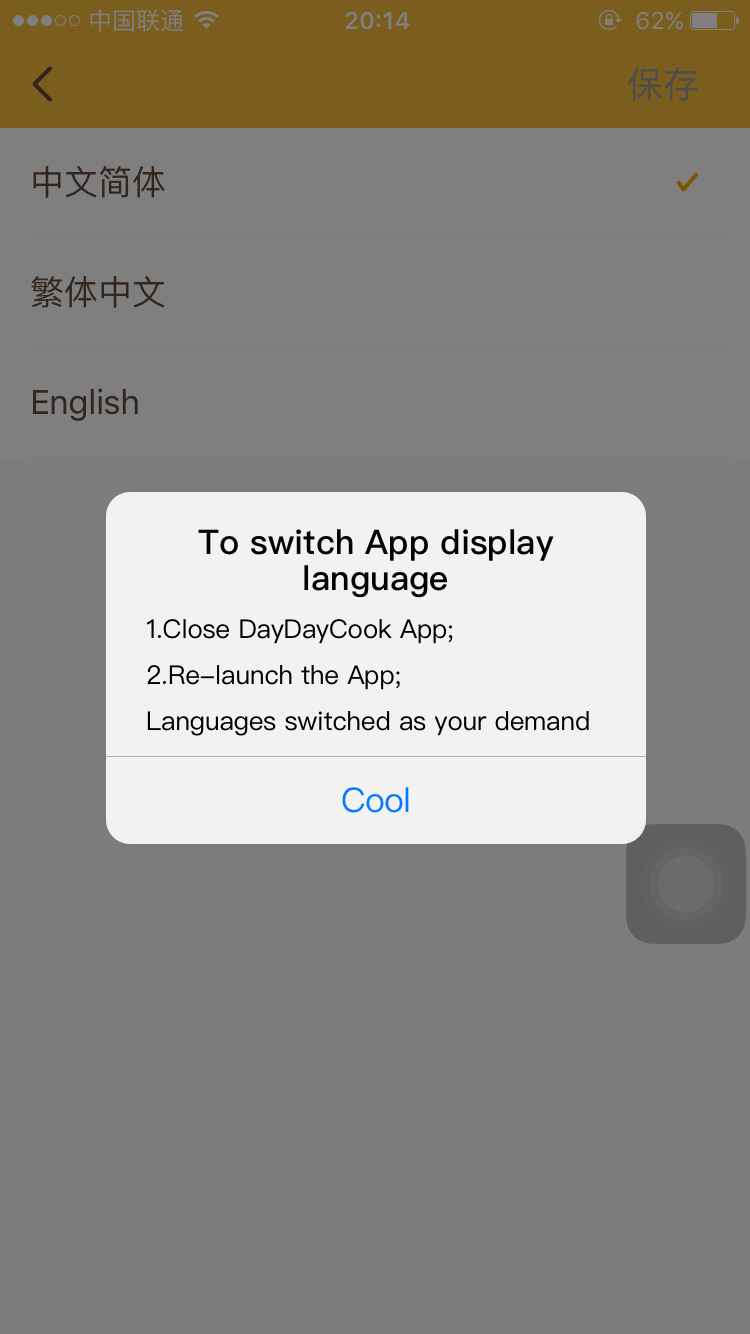 中国联通 20:14 62%
保存
中文简体
繁体中文
English
To switch App display
language
1.Close DayDayCook App;
2.Re-launch the App;
Languages switched as your demand
Cool